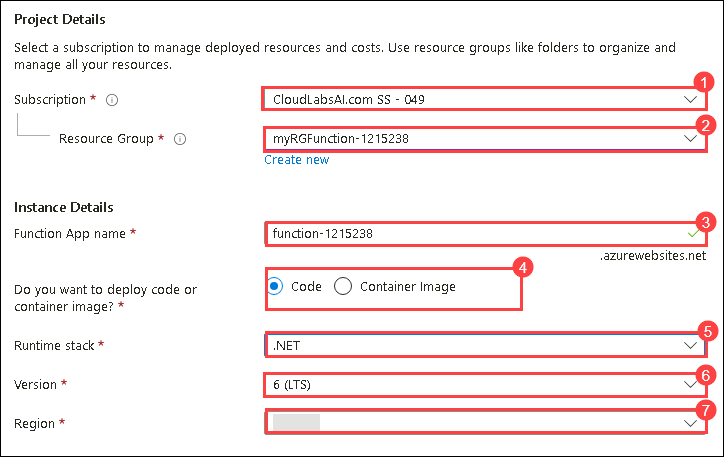 Project Details
Select a subscription to manage deployed resources and costs. Use resource groups like folders to organize and
manage all your resources.
1
Subscription * CloudLabsAI.com SS - 049
2
Resource Group * myRGFunction-1215238
Create new
Instance Details
3
Function App name * function-1215238
.azurewebsites.net
4
Do you want to deploy code or
container image? *
Code Container Image
5
Runtime stack * .NET
6
Version * 6 (LTS)
7
Region *